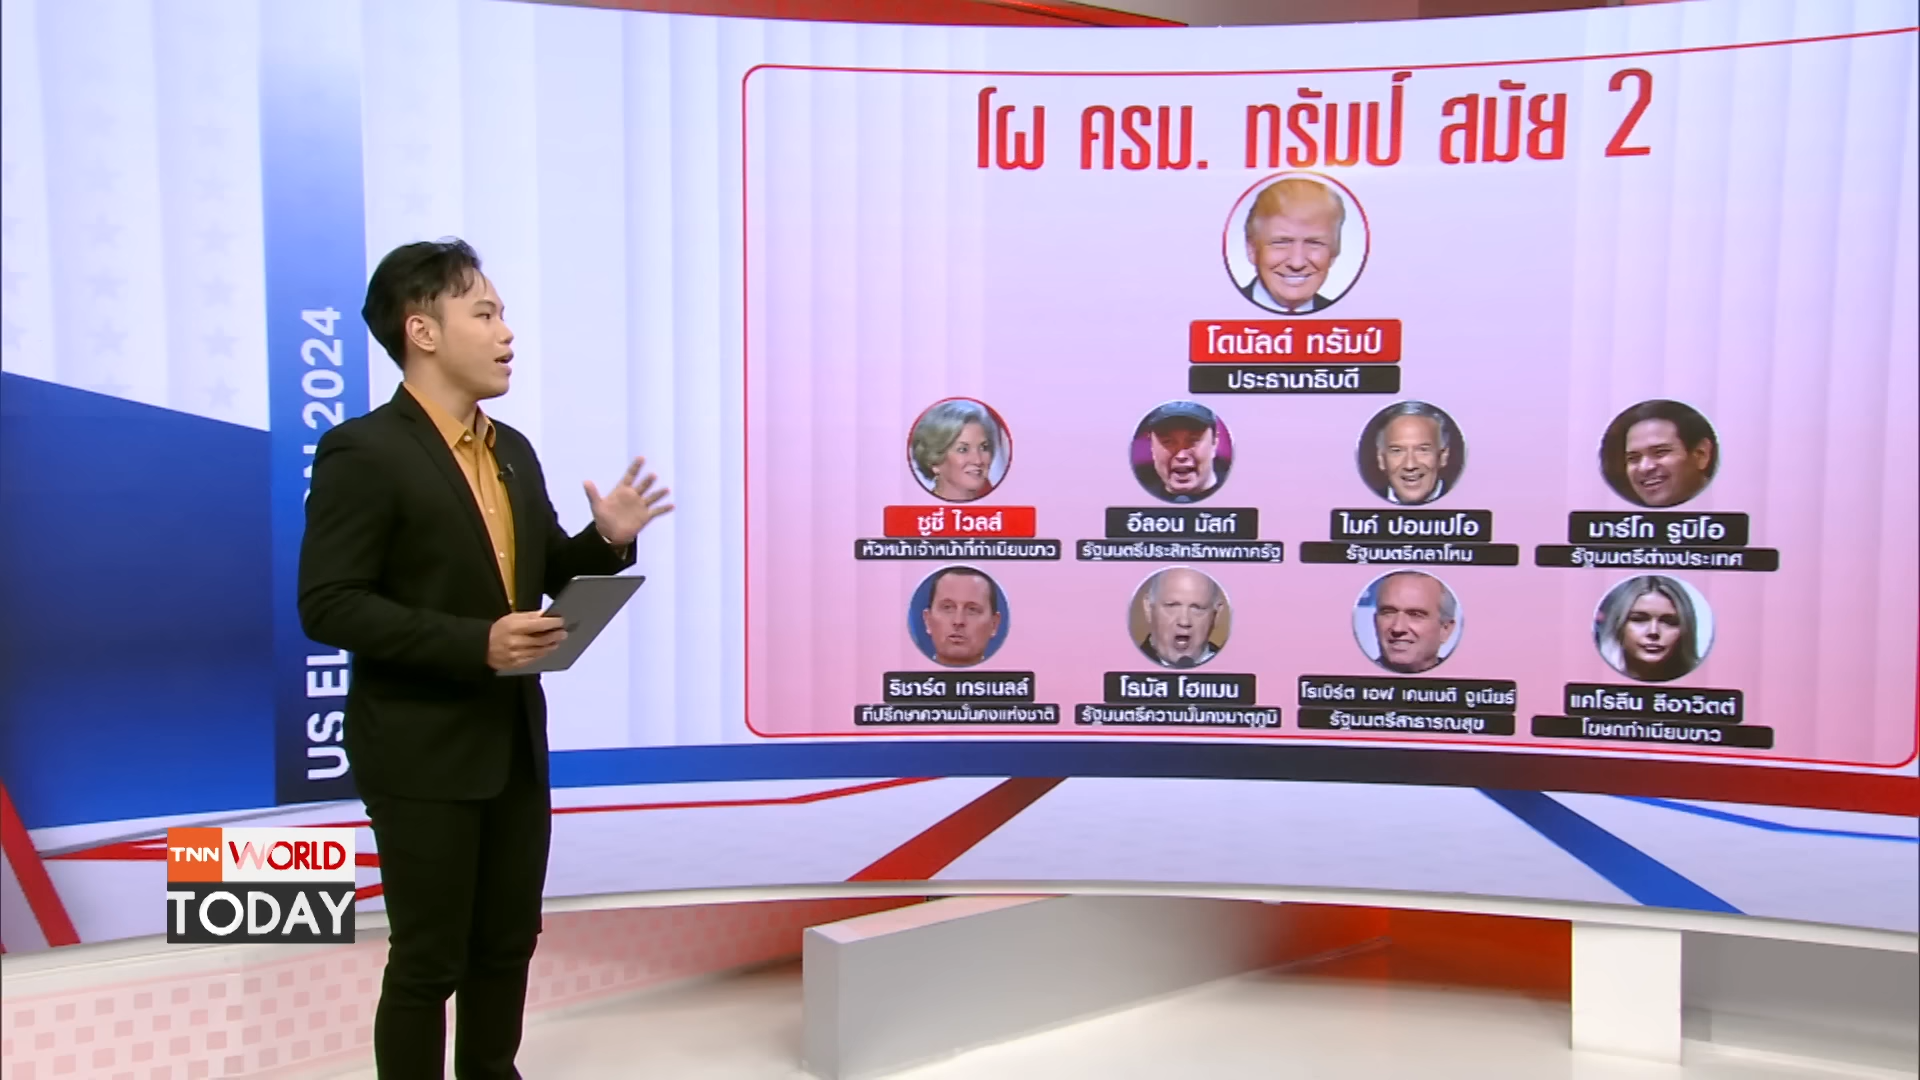 โผ ครม. ทรัมป์ สมัย 2
โดนัลด์ ทรัมป์
ประธานาธิบดี
ซูซี่ ไวลส์
หัวหน้าเจ้าหน้าที่ทำเนียบขาว
อีลอน มัสก์
รัฐมนตรีประสิทธิภาพภาครัฐ
ไมค์ ปอมเปโอ
รัฐมนตรีกลาโหม
มาร์โก รูบิโอ
รัฐมนตรีต่างประเทศ
ริชาร์ด เกรเนลล์
ที่ปรึกษาความมั่นคงแห่งชาติ
โธมัส โฮแมน
รัฐมนตรีความมั่นคงมาตุภูมิ
โรเบิร์ต เอฟ เคนเนดี จูเนียร์
รัฐมนตรีสาธารณสุข
แคโรลีน ลีอาวิตต์
โฆษกทำเนียบขาว
US EL ON 2024
TNN WORLD
TODAY